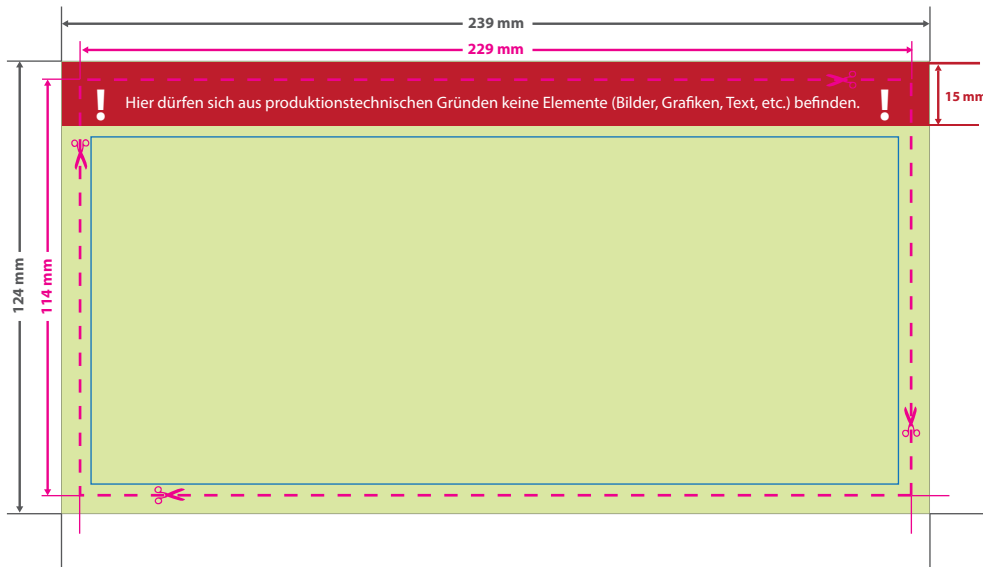 239 mm
229 mm
! Hier dürfen sich aus produktionstechnischen Gründen keine Elemente (Bilder, Grafiken, Text, etc.) befinden. !
15 mm
124 mm
114 mm